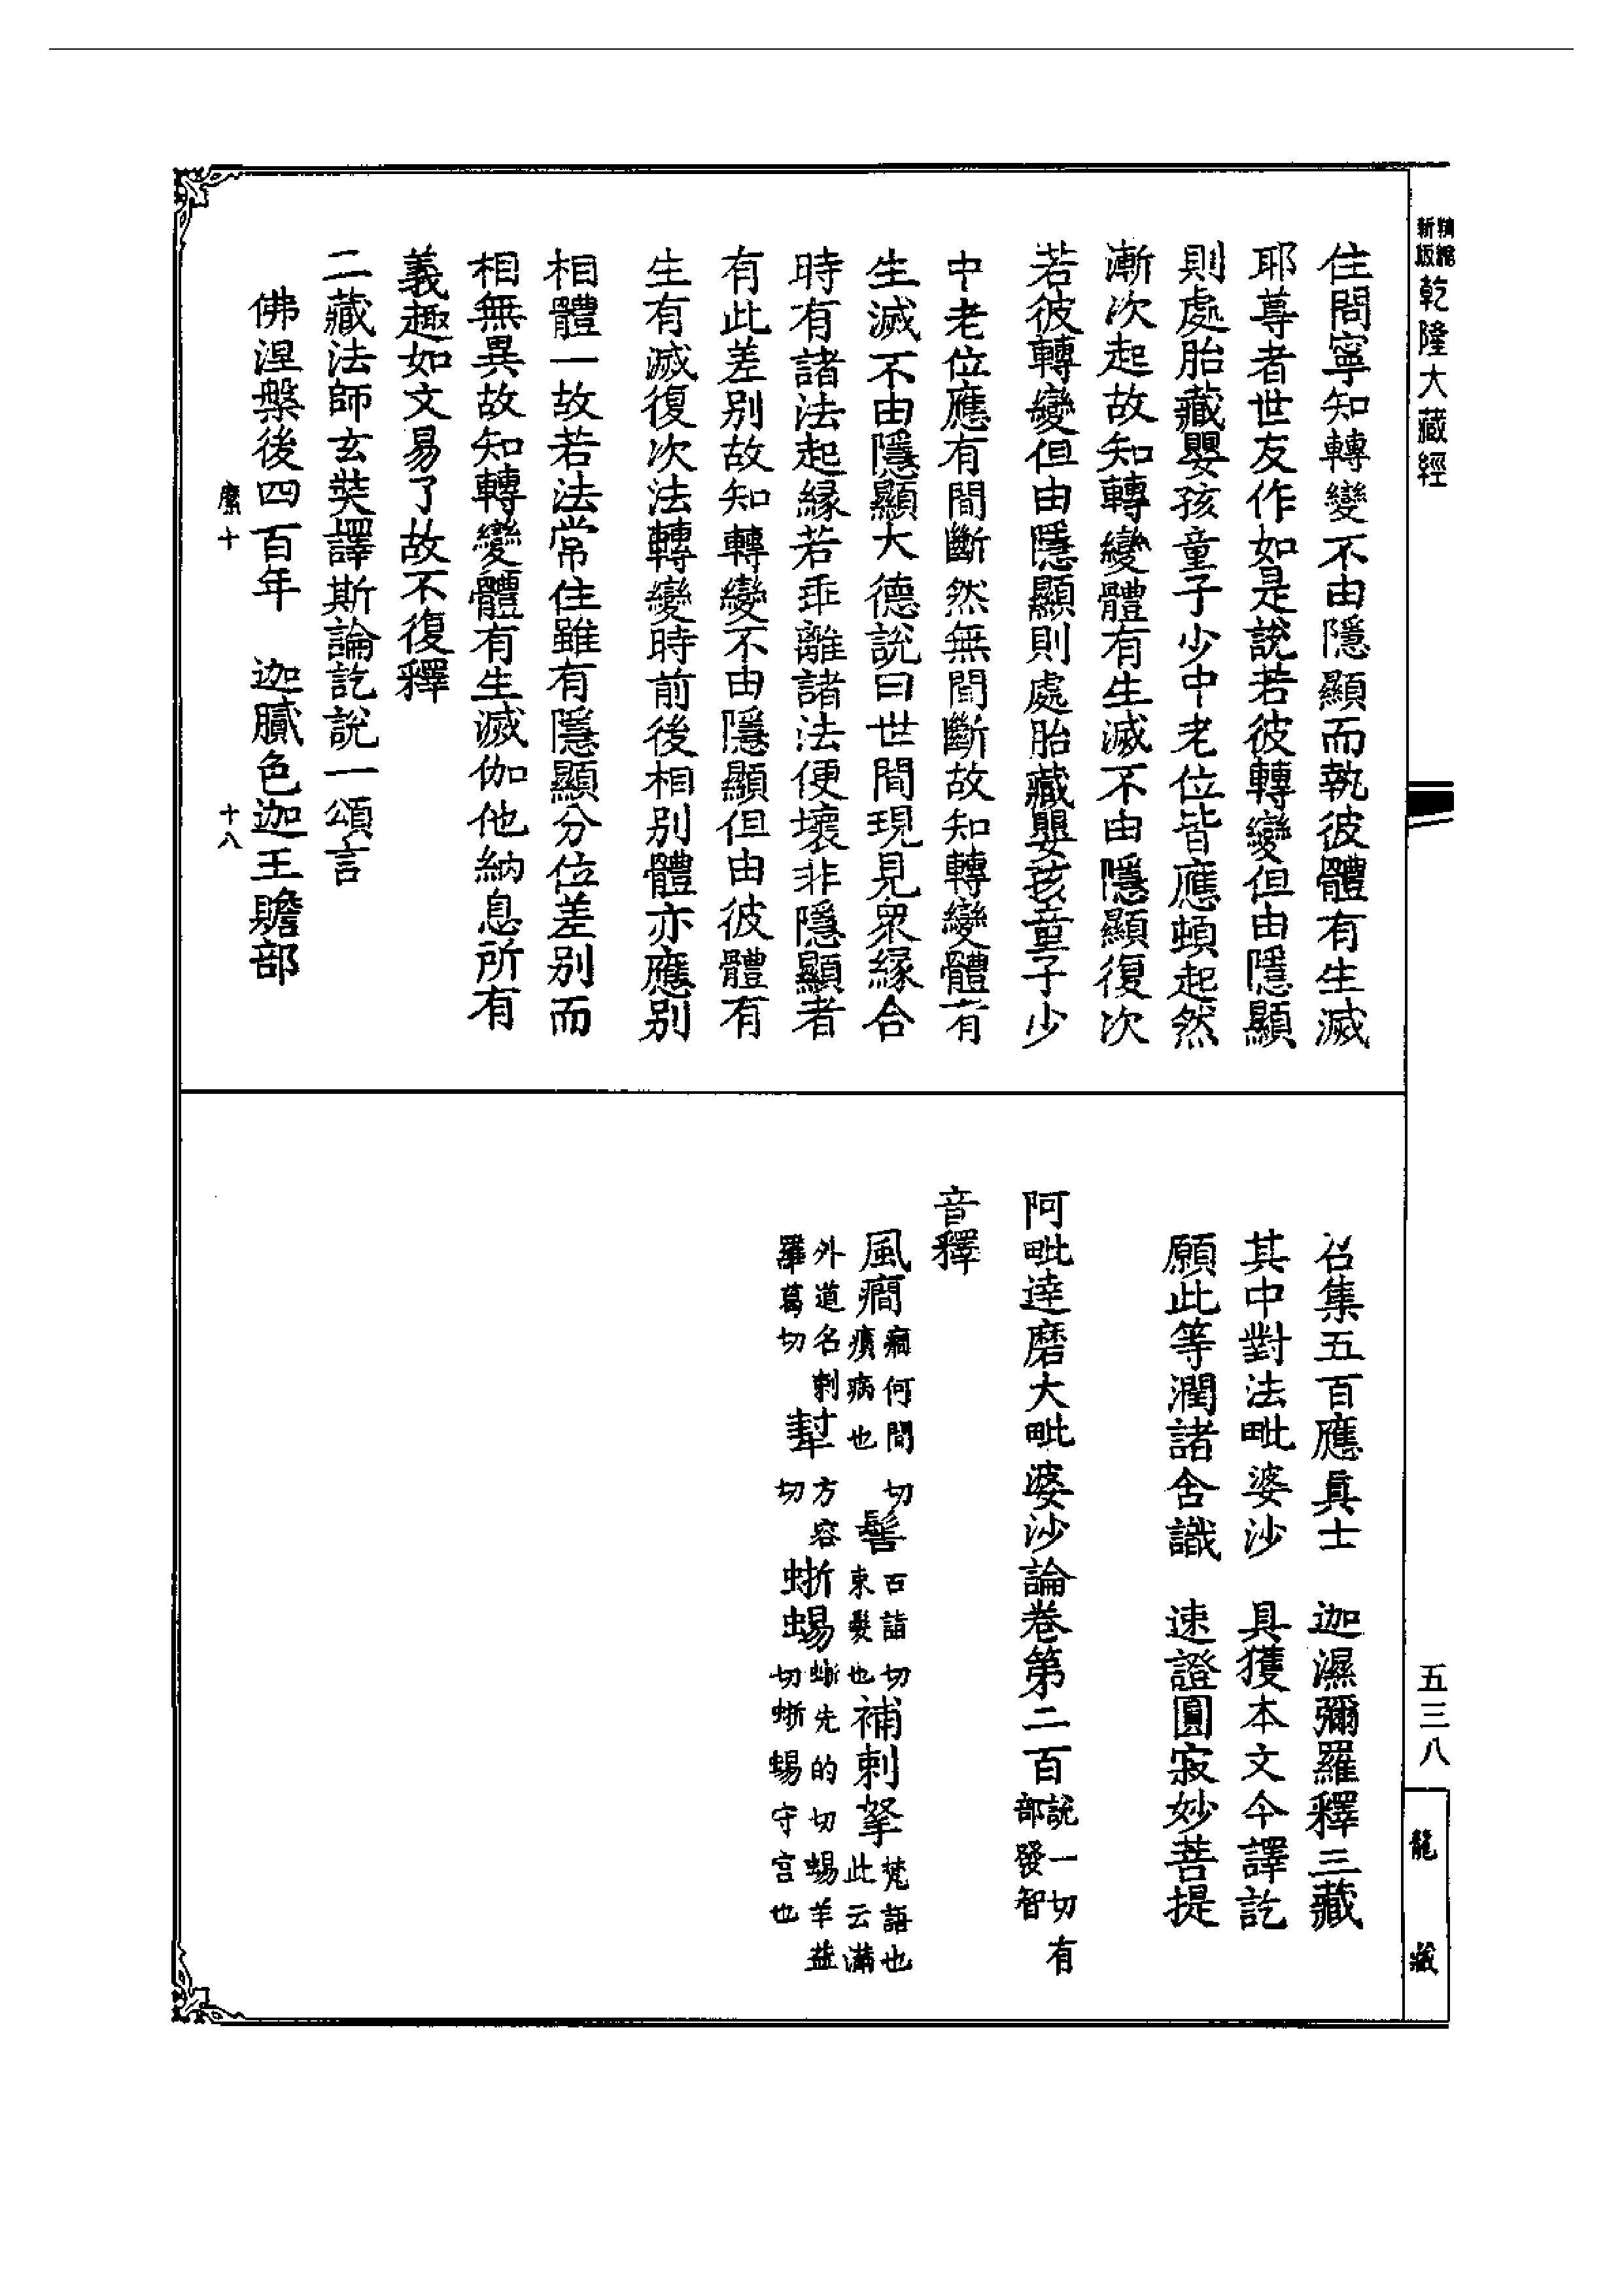 精縮新版乾隆大藏經
住問寧知轉變不由隱顯而執彼體有生滅
耶尊者世友作如是說若彼轉變但由隱顯
則處胎藏嬰孩童子少中老位皆應頓起然
漸次起故知轉變體有生滅不由隱顯復次
若彼轉變但由隱顯則處胎藏嬰孩童子少
中老位應有間斷然無間斷故知轉變體有
生滅不由隱顯大德說曰世間現見衆緣合
時有諸法起緣若乖離諸法便壞非隱顯者
有此差別故知轉變不由隱顯但由彼體有
生有滅復次法轉變時前後相別體亦應別
相體一故若法常住雖有隱顯分位差別而
相無異故知轉變體有生滅伽他納息所有
義趣如文易了故不復釋
三藏法師玄奘譯斯論訖說一頌言
佛涅槃後四百年　迦膩色迦王贍部
十　十八
召集五百應眞士　迦濕彌羅釋三藏
其中對法毗婆沙　具獲本文今譯訖
願此等潤諸含識　速證圓寂妙菩提
阿毗達磨大毗婆沙論卷第二百說一切有部發智
音釋
風癎癎何間切癲病也　髻古詣切束髮也　補剌拏梵語也此云滿
外道名剌羅葛切　犎方容切　蜥蜴蜥先的切蜴羊益切蜥蜴守宮也
五三八
龍藏